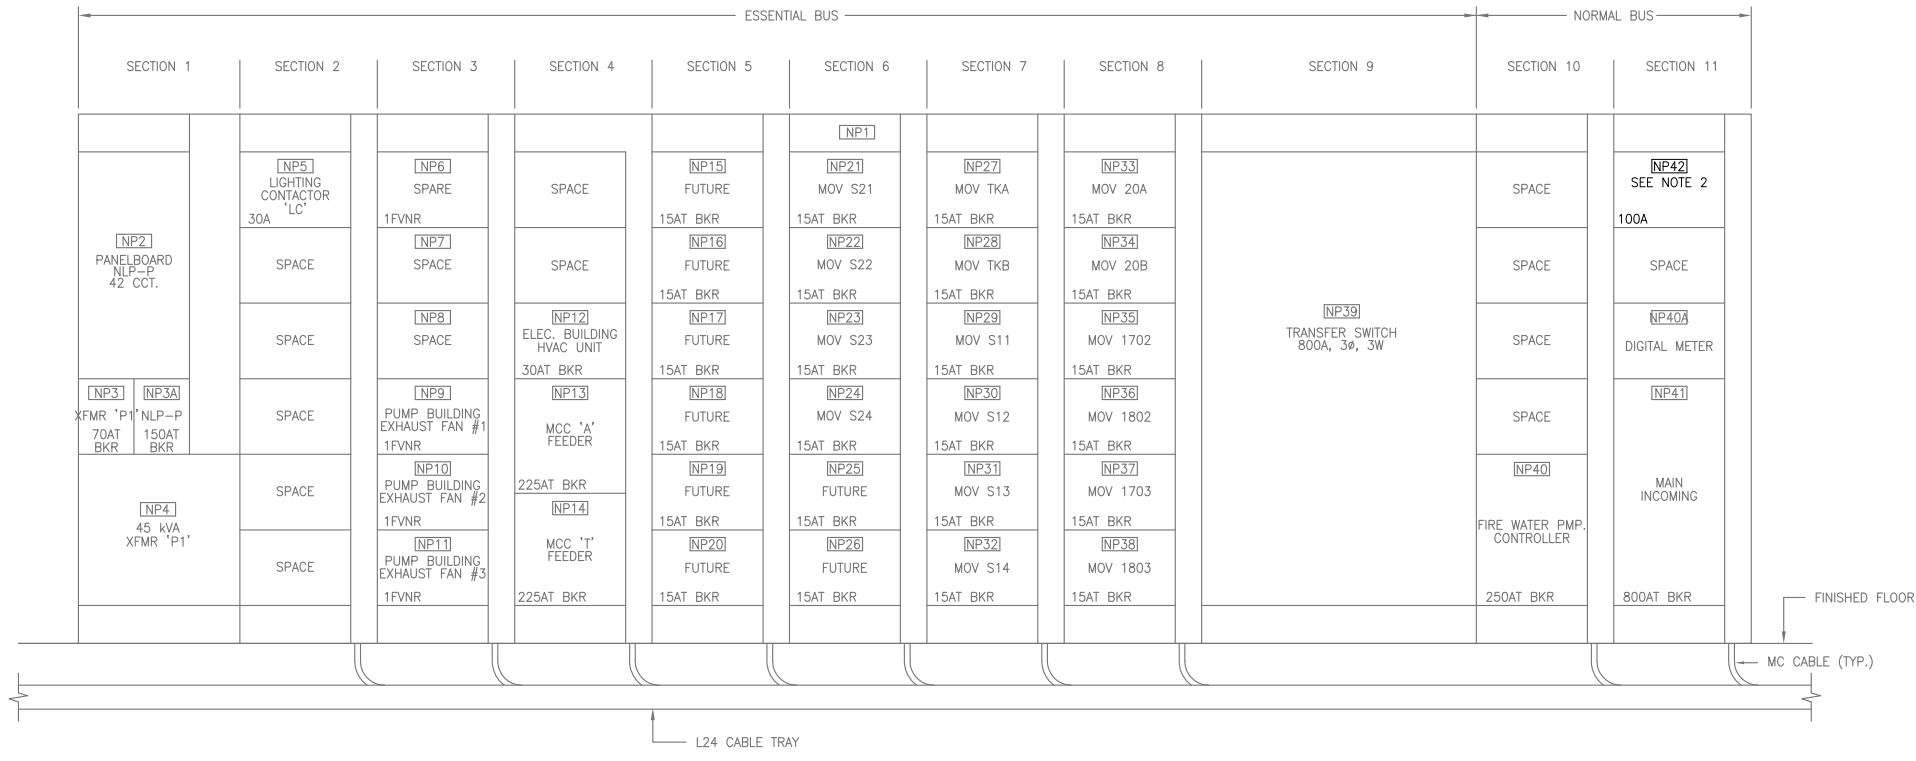 ESSENTIAL BUS
NORMAL BUS
SECTION 1
SECTION 2
SECTION 3
SECTION 4
SECTION 5
SECTION 6
SECTION 7
SECTION 8
SECTION 9
SECTION 10
SECTION 11
NP2
PANELBOARD
NLP-P
42 CCT.
NP3
XFMR 'P1'
70AT
BKR
NP3A
NLP-P
150AT
BKR
NP4
45 kVA
XFMR 'P1'
NP5
LIGHTING
CONTACTOR
'LC'
30A
SPACE
SPACE
SPACE
SPACE
SPACE
NP6
SPARE
1FVNR
NP7
SPACE
NP8
SPACE
NP9
PUMP BUILDING
EXHAUST FAN #1
1FVNR
NP10
PUMP BUILDING
EXHAUST FAN #2
1FVNR
NP11
PUMP BUILDING
EXHAUST FAN #3
1FVNR
SPACE
SPACE
NP12
ELEC. BUILDING
HVAC UNIT
30AT BKR
NP13
MCC 'A'
FEEDER
225AT BKR
NP14
MCC 'T'
FEEDER
225AT BKR
NP15
FUTURE
15AT BKR
NP16
FUTURE
15AT BKR
NP17
FUTURE
15AT BKR
NP18
FUTURE
15AT BKR
NP19
FUTURE
15AT BKR
NP20
FUTURE
15AT BKR
NP1
NP21
MOV S21
15AT BKR
NP22
MOV S22
15AT BKR
NP23
MOV S23
15AT BKR
NP24
MOV S24
15AT BKR
NP25
FUTURE
15AT BKR
NP26
FUTURE
15AT BKR
NP27
MOV TKA
15AT BKR
NP28
MOV TKB
15AT BKR
NP29
MOV S11
15AT BKR
NP30
MOV S12
15AT BKR
NP31
MOV S13
15AT BKR
NP32
MOV S14
15AT BKR
NP33
MOV 20A
15AT BKR
NP34
MOV 20B
15AT BKR
NP35
MOV 1702
15AT BKR
NP36
MOV 1802
15AT BKR
NP37
MOV 1703
15AT BKR
NP38
MOV 1803
15AT BKR
NP39
TRANSFER SWITCH
800A, 3ø, 3W
SPACE
SPACE
SPACE
SPACE
NP40
FIRE WATER PMP.
CONTROLLER
250AT BKR
NP42
SEE NOTE 2
100A
SPACE
NP40A
DIGITAL METER
NP41
MAIN
INCOMING
800AT BKR
FINISHED FLOOR
MC CABLE (TYP.)
L24 CABLE TRAY